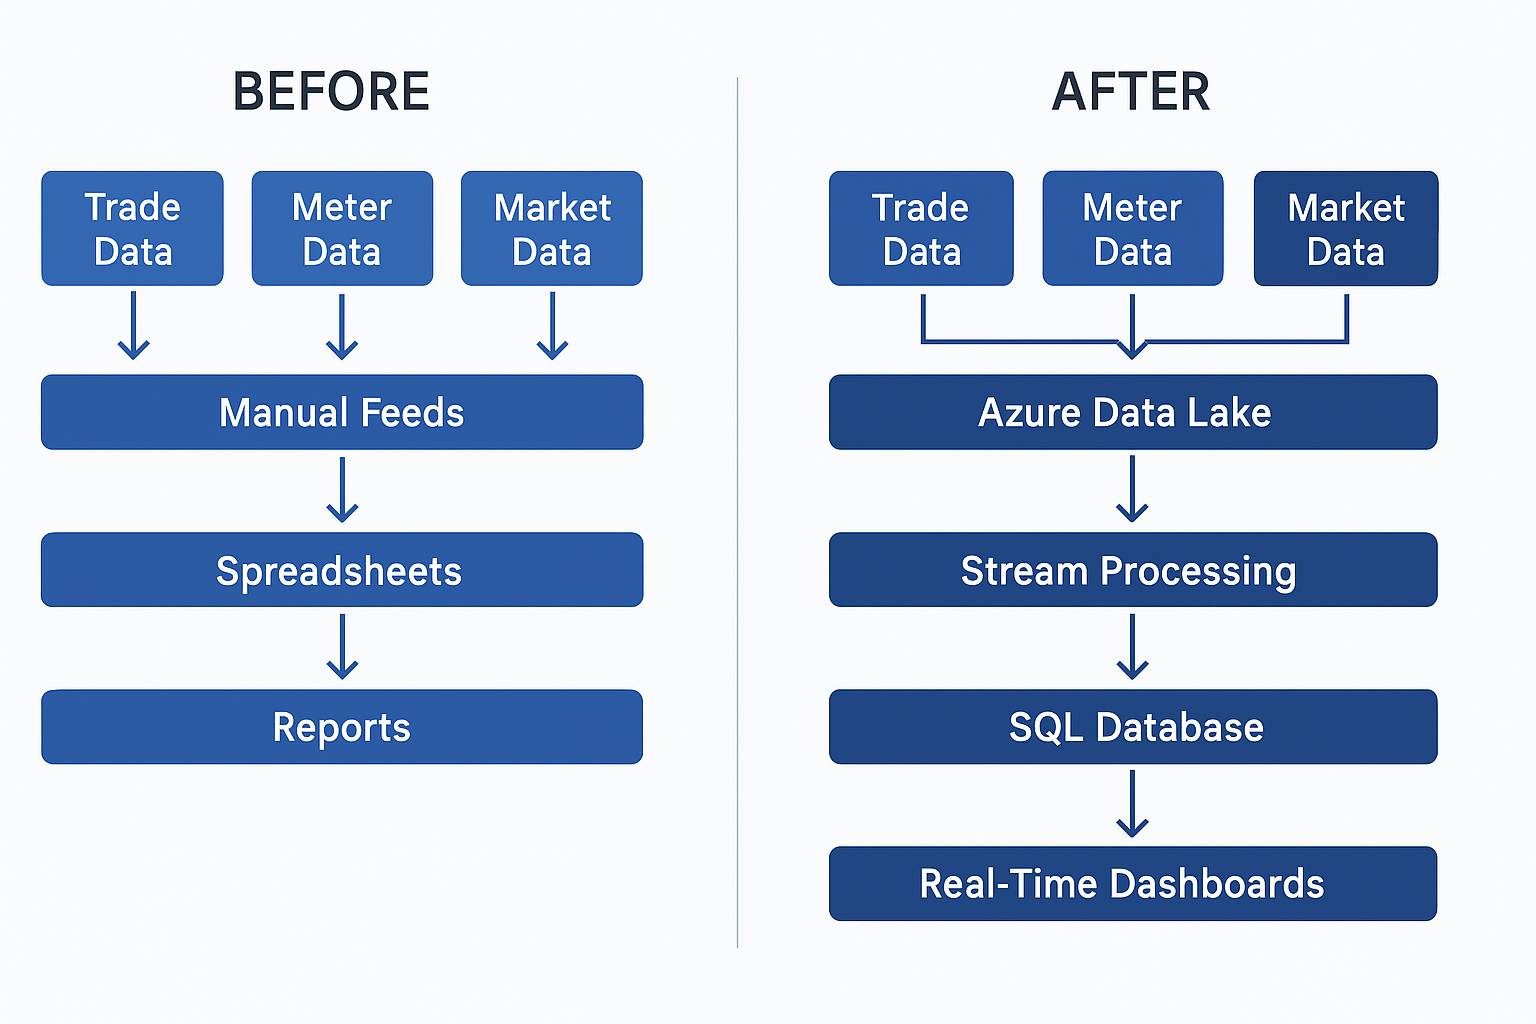 BEFORE
Trade
Data
Meter
Data
Market
Data
Manual Feeds
Spreadsheets
Reports
AFTER
Trade
Data
Meter
Data
Market
Data
Azure Data Lake
Stream Processing
SQL Database
Real-Time Dashboards